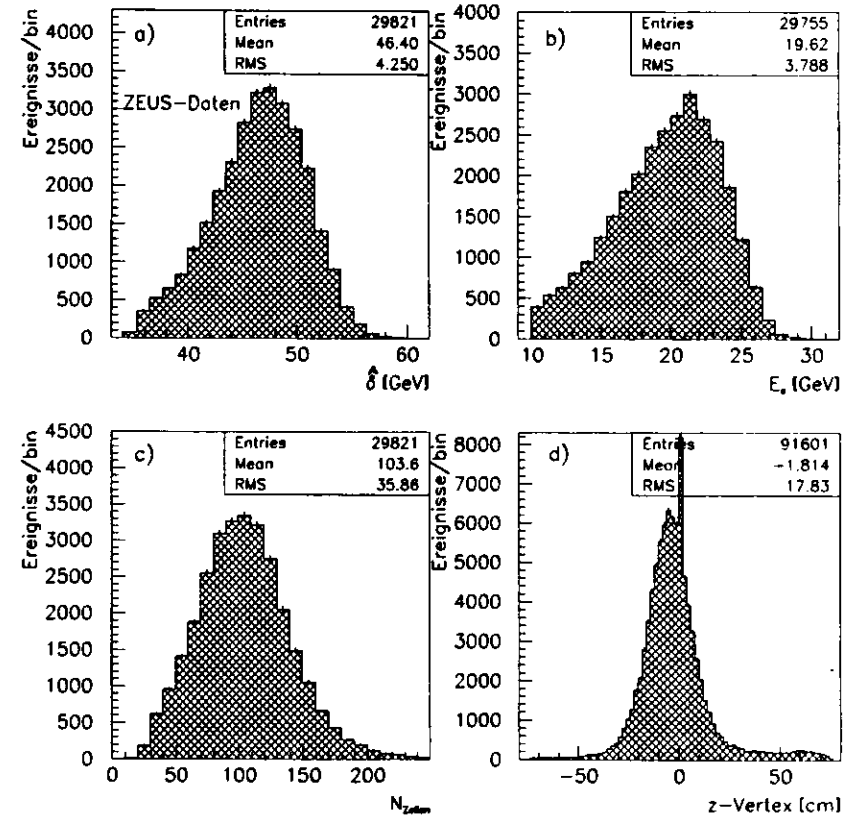 a)
Entries 29821
Mean 46.40
RMS 4.250
ZEUS-Daten
Ereignisse/bin
4000
3500
3000
2500
2000
1500
1000
500
0
40 50 60
δ̂ [GeV]
b)
Entries 29755
Mean 19.62
RMS 3.788
Ereignisse/bin
4000
3500
3000
2500
2000
1500
1000
500
0
10 15 20 25 30
Eₑ [GeV]
c)
Entries 29821
Mean 103.6
RMS 35.86
Ereignisse/bin
4500
4000
3500
3000
2500
2000
1500
1000
500
0
0 50 100 150 200
N_Zellen
d)
Entries 91601
Mean -1.814
RMS 17.83
Ereignisse/bin
8000
7000
6000
5000
4000
3000
2000
1000
0
-50 0 50
z-Vertex [cm]